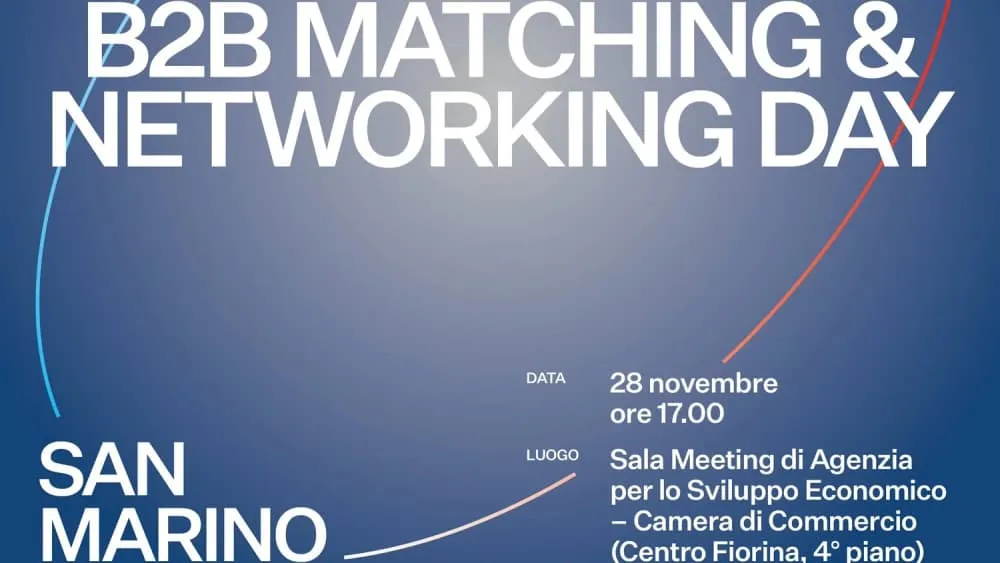 B2B MATCHING &
NETWORKING DAY
DATA
28 novembre
ore 17.00
LUOGO
Sala Meeting di Agenzia
per lo Sviluppo Economico
– Camera di Commercio
(Centro Fiorina, 4° piano)
SAN
MARINO